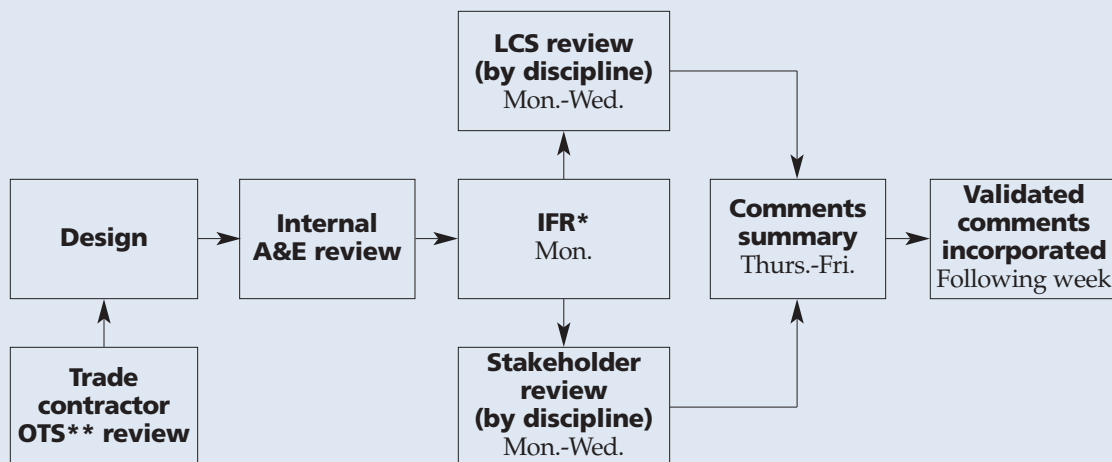 LCS review
(by discipline)
Mon.-Wed.
Design
Internal
A&E review
IFR*
Mon.
Comments
summary
Thurs.-Fri.
Validated
comments
incorporated
Following week
Trade
contractor
OTS** review
Stakeholder
review
(by discipline)
Mon.-Wed.